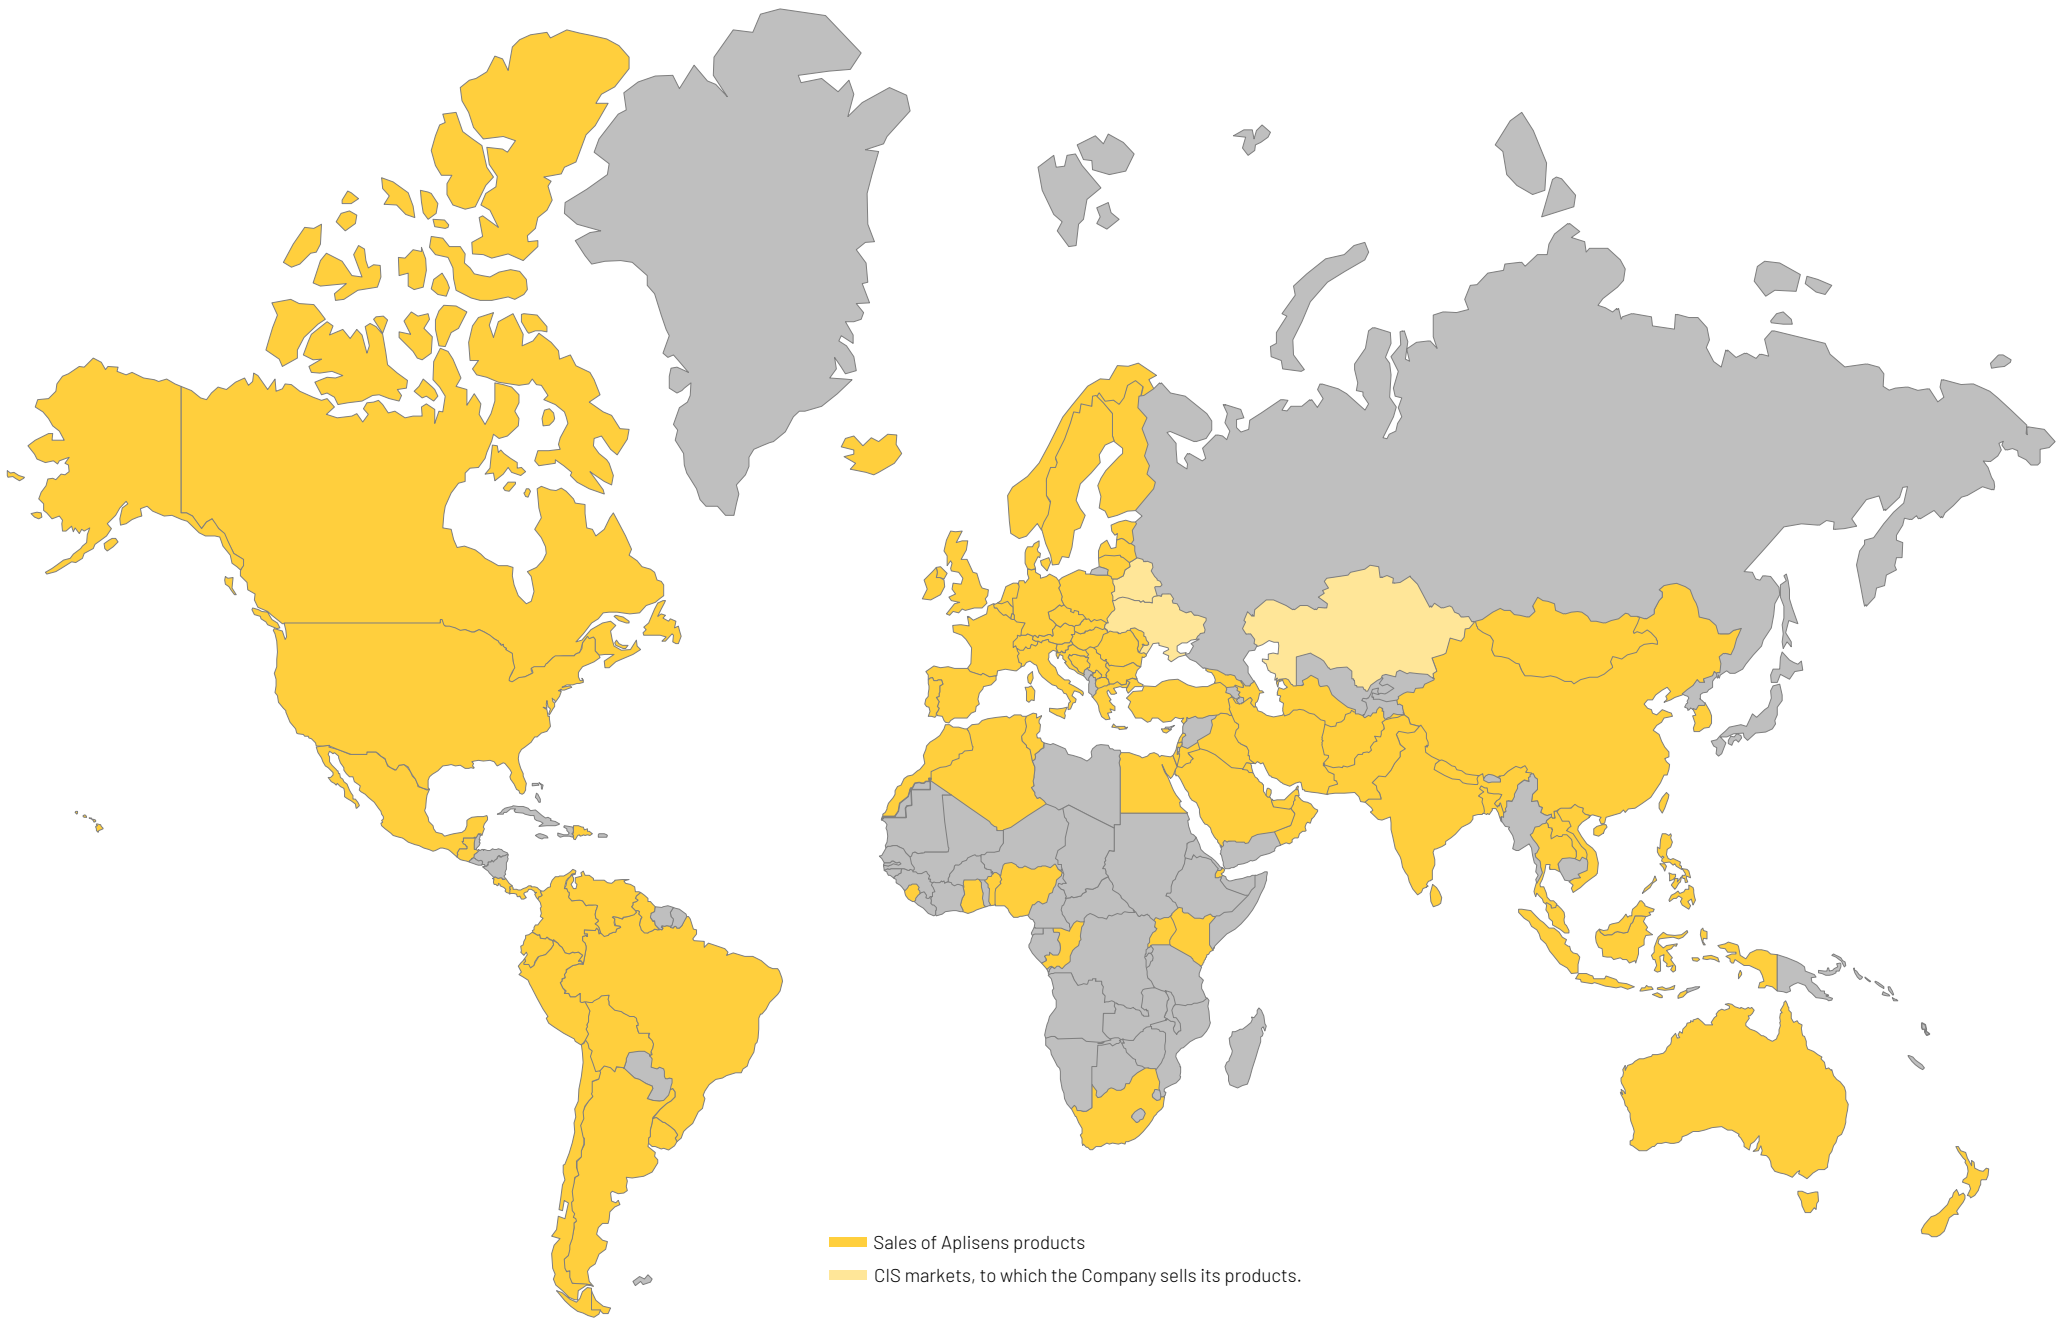 Sales of Aplisens products
CIS markets, to which the Company sells its products.